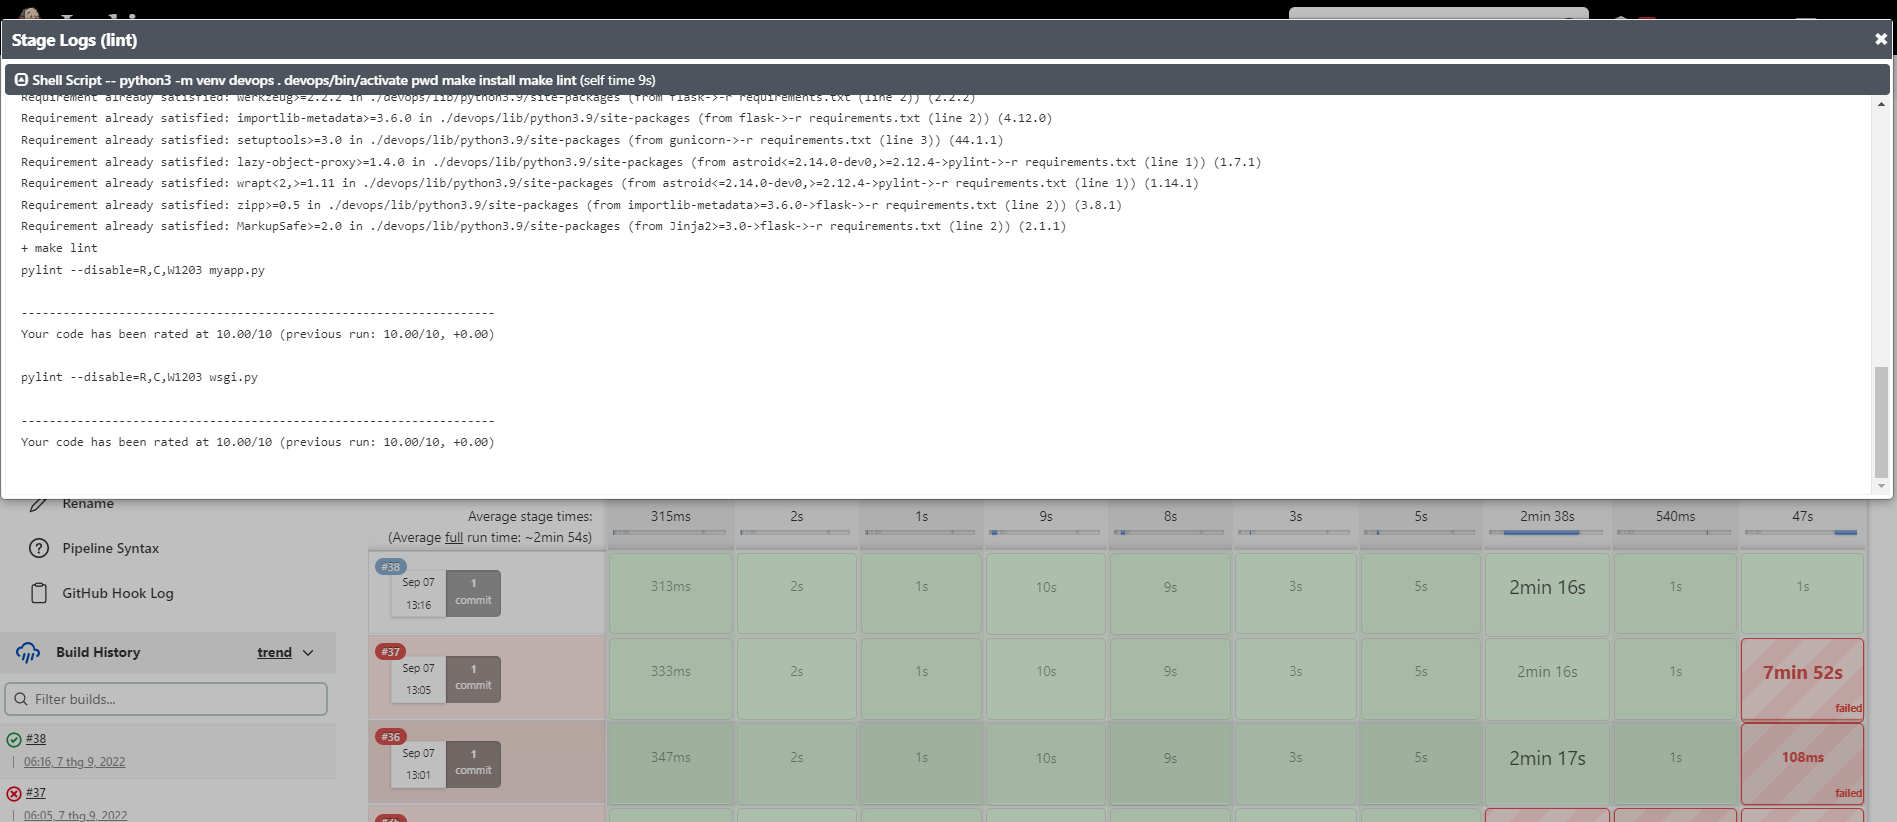 Stage Logs (lint)
Shell Script -- python3 -m venv devops . devops/bin/activate pwd make install make lint (self time 9s)
Requirement already satisfied: Werkzeug>=2.2.2 in ./devops/lib/python3.9/site-packages (from flask->-r requirements.txt (line 2)) (2.2.2)
Requirement already satisfied: importlib-metadata>=3.6.0 in ./devops/lib/python3.9/site-packages (from flask->-r requirements.txt (line 2)) (4.12.0)
Requirement already satisfied: setuptools>=3.0 in ./devops/lib/python3.9/site-packages (from gunicorn->-r requirements.txt (line 3)) (44.1.1)
Requirement already satisfied: lazy-object-proxy>=1.4.0 in ./devops/lib/python3.9/site-packages (from astroid<=2.14.0-dev0,>=2.12.4->pylint->-r requirements.txt (line 1)) (1.7.1)
Requirement already satisfied: wrapt<2,>=1.11 in ./devops/lib/python3.9/site-packages (from astroid<=2.14.0-dev0,>=2.12.4->pylint->-r requirements.txt (line 1)) (1.14.1)
Requirement already satisfied: zipp>=0.5 in ./devops/lib/python3.9/site-packages (from importlib-metadata>=3.6.0->flask->-r requirements.txt (line 2)) (3.8.1)
Requirement already satisfied: MarkupSafe>=2.0 in ./devops/lib/python3.9/site-packages (from Jinja2>=3.0->flask->-r requirements.txt (line 2)) (2.1.1)
+ make lint
pylint --disable=R,C,W1203 myapp.py
--------------------------------------------------------------------
Your code has been rated at 10.00/10 (previous run: 10.00/10, +0.00)
pylint --disable=R,C,W1203 wsgi.py
--------------------------------------------------------------------
Your code has been rated at 10.00/10 (previous run: 10.00/10, +0.00)
Rename
Pipeline Syntax
GitHub Hook Log
Build History trend
Filter builds...
#38
06:16, 7 thg 9, 2022
#37
06:05, 7 thg 9, 2022
Average stage times: 315ms 2s 1s 9s 8s 3s 5s 2min 38s 540ms 47s
(Average full run time: ~2min 54s)
#38
Sep 07 1
13:16 commit
313ms 2s 1s 10s 9s 3s 5s 2min 16s 1s 1s
#37
Sep 07 1
13:05 commit
333ms 2s 1s 10s 9s 3s 5s 2min 16s 1s 7min 52s
failed
#36
Sep 07 1
13:01 commit
347ms 2s 1s 10s 9s 3s 5s 2min 17s 1s 108ms
failed